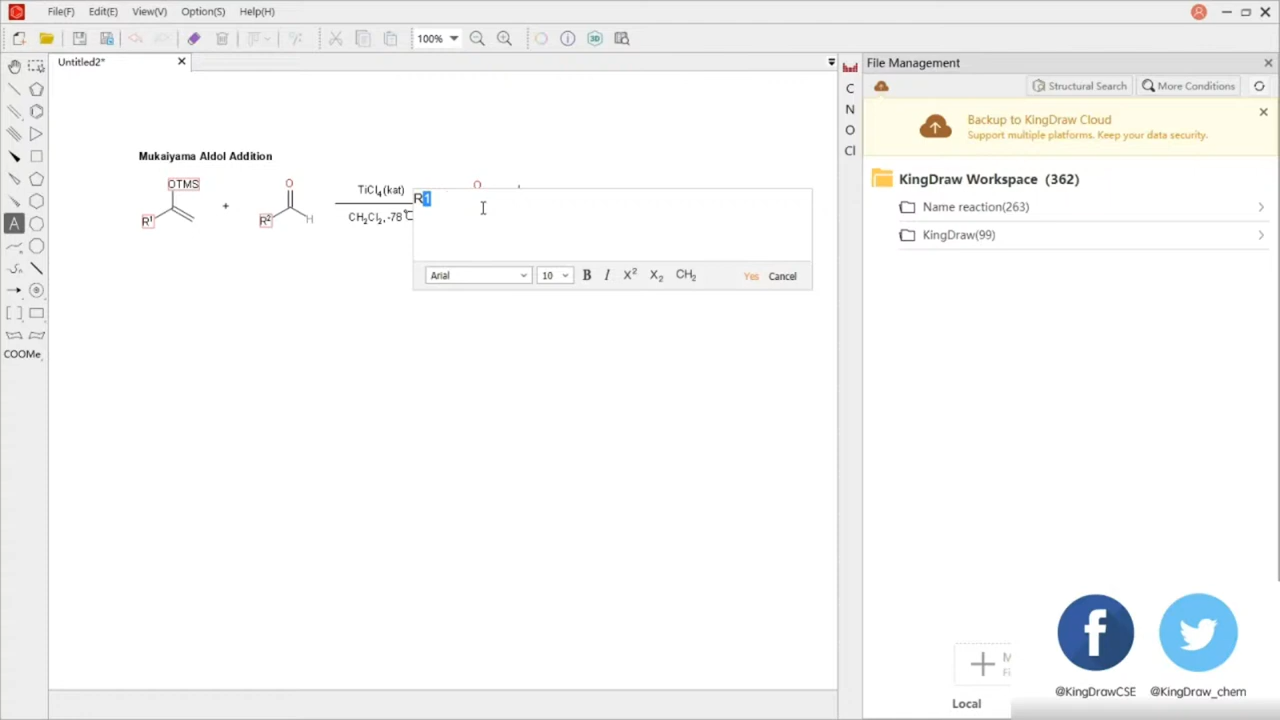 File(F) Edit(E) View(V) Option(S) Help(H)
100%
Untitled2*
File Management
C
N
O
Cl
Structural Search More Conditions
Backup to KingDraw Cloud
Support multiple platforms. Keep your data security.
KingDraw Workspace (362)
Name reaction(263)
KingDraw(99)
3D
A
COOMe
Mukaiyama Aldol Addition
OTMS
R¹
+
O
R²
H
TiCl₄(kat)
CH₂Cl₂,-78℃
O
R1
Arial 10 B I X² X₂ CH₂ Yes Cancel
Local
@KingDrawCSE @KingDraw_chem